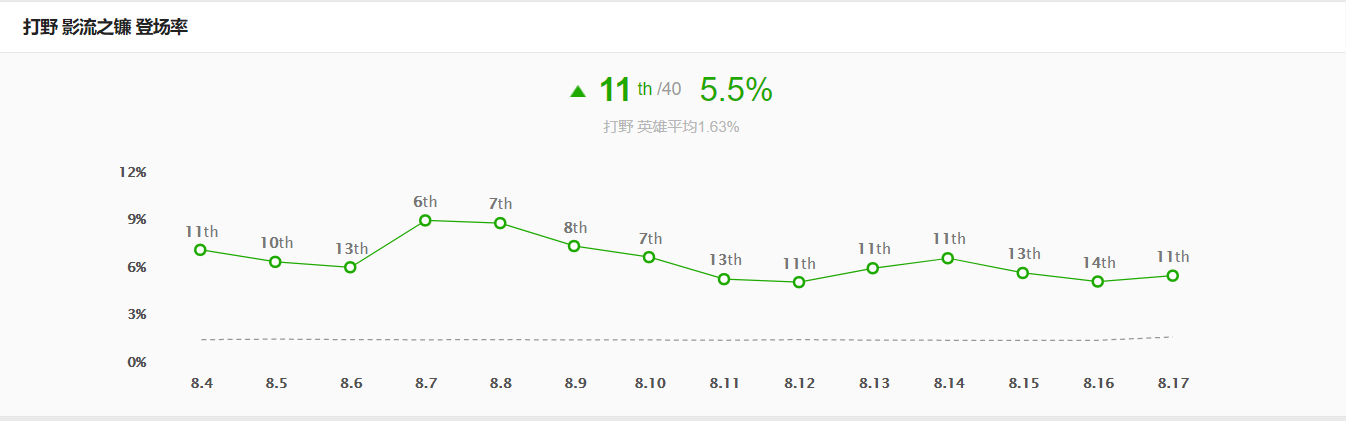 打野 影流之镰 登场率
▲ 11 th /40 5.5%
打野 英雄平均1.63%
12%
9%
6%
3%
0%
11th 10th 13th 6th 7th 8th 7th 13th 11th 11th 11th 13th 14th 11th
8.4 8.5 8.6 8.7 8.8 8.9 8.10 8.11 8.12 8.13 8.14 8.15 8.16 8.17